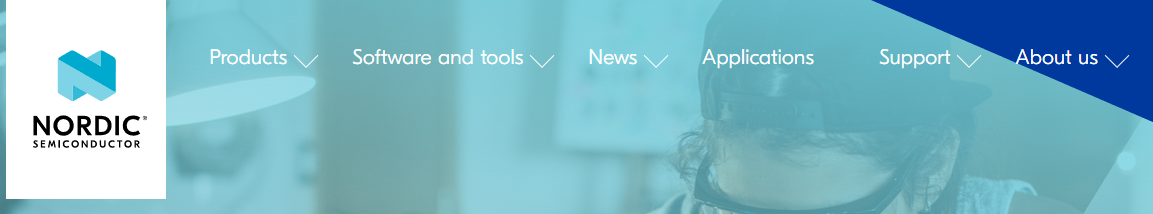 NORDIC®
SEMICONDUCTOR
Products
Software and tools
News
Applications
Support
About us